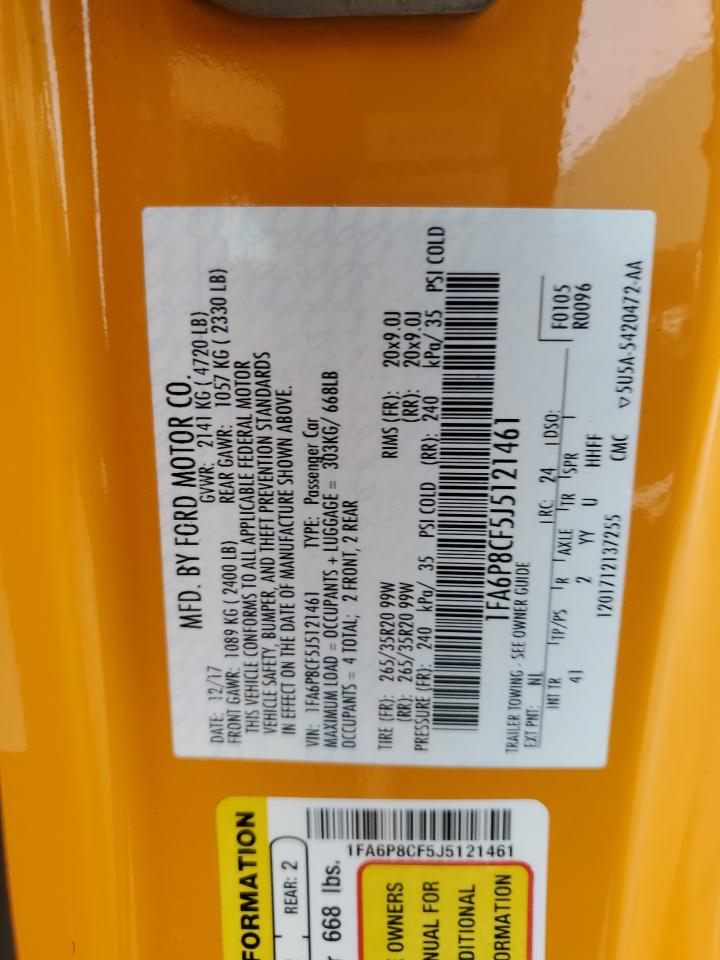 MFD. BY FORD MOTOR CO.
DATE: 12/17 GVWR: 2141 KG ( 4720 LB)
FRONT GAWR: 1089 KG ( 2400 LB) REAR GAWR: 1057 KG ( 2330 LB)
THIS VEHICLE CONFORMS TO ALL APPLICABLE FEDERAL MOTOR
VEHICLE SAFETY, BUMPER, AND THEFT PREVENTION STANDARDS
IN EFFECT ON THE DATE OF MANUFACTURE SHOWN ABOVE.
VIN: 1FA6P8CF5J5121461 TYPE: Passenger Car
MAXIMUM LOAD = OCCUPANTS + LUGGAGE = 303KG/ 668LB
OCCUPANTS = 4 TOTAL; 2 FRONT, 2 REAR
TIRE (FR): 265/35R20 99W RIMS (FR): 20x9.0J
(RR): 265/35R20 99W (RR): 20x9.0J
PRESSURE (FR): 240 kPa/ 35 PSI COLD (RR): 240 kPa/ 35 PSI COLD
1FA6P8CF5J5121461
TRAILER TOWING - SEE OWNER GUIDE
EXT PNT: NL RC: 24 DSO: F0105
R0096
INT TR TP/PS R AXLE TR SPR
41 2 YY U HHFF
1201712137255 CMC 5U5A-5420472-AA
FORMATION
REAR: 2
668 lbs.
1FA6P8CF5J5121461
OWNERS
NUAL FOR
DITIONAL
ORMATION